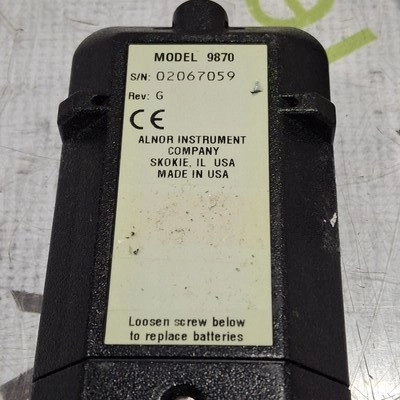 MODEL 9870
S/N: 02067059
Rev: G
CE
ALNOR INSTRUMENT
COMPANY
SKOKIE, IL USA
MADE IN USA
Loosen screw below
to replace batteries